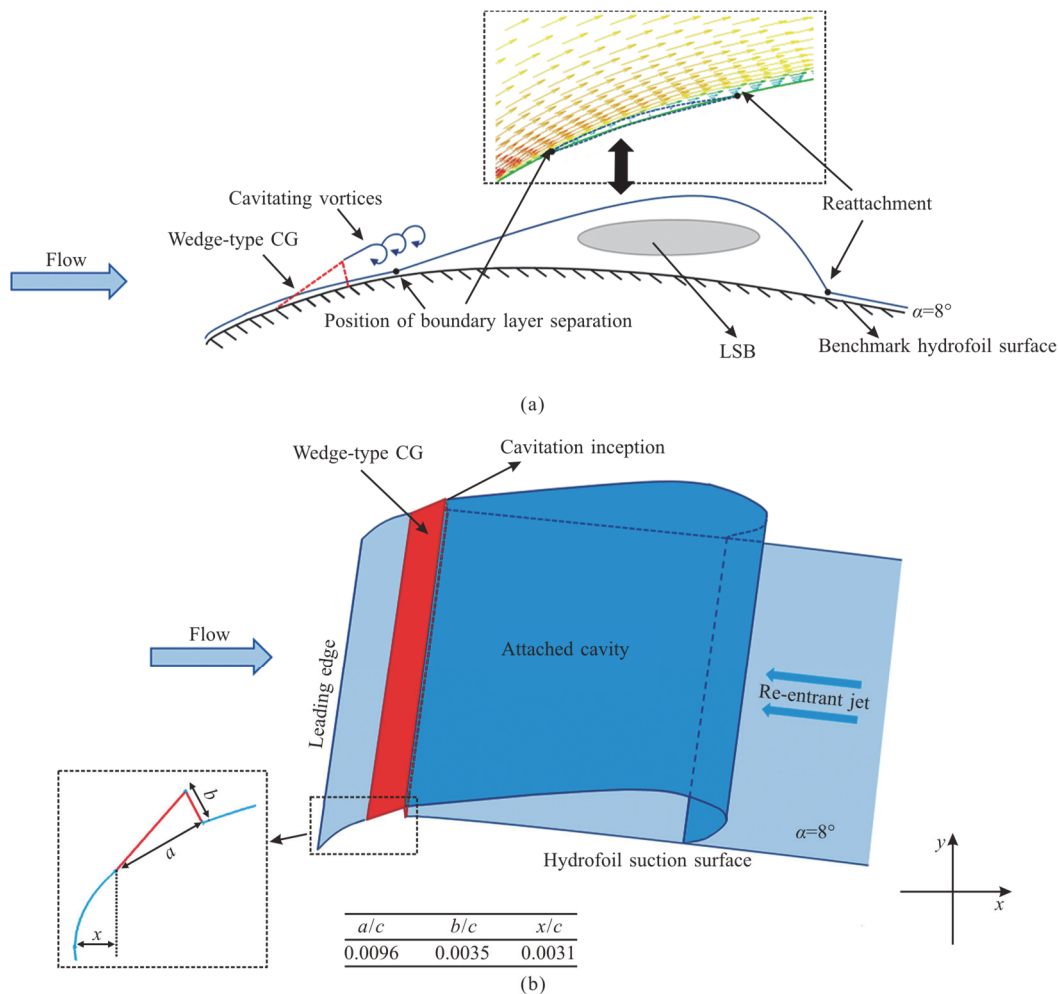 Cavitating vortices
Wedge-type CG
Flow
Reattachment
Position of boundary layer separation
α=8°
LSB
Benchmark hydrofoil surface
(a)
Wedge-type CG
Cavitation inception
Flow
Leading edge
Attached cavity
Re-entrant jet
b
a
x
α=8°
Hydrofoil suction surface
y
x
a/c b/c x/c
0.0096 0.0035 0.0031
(b)